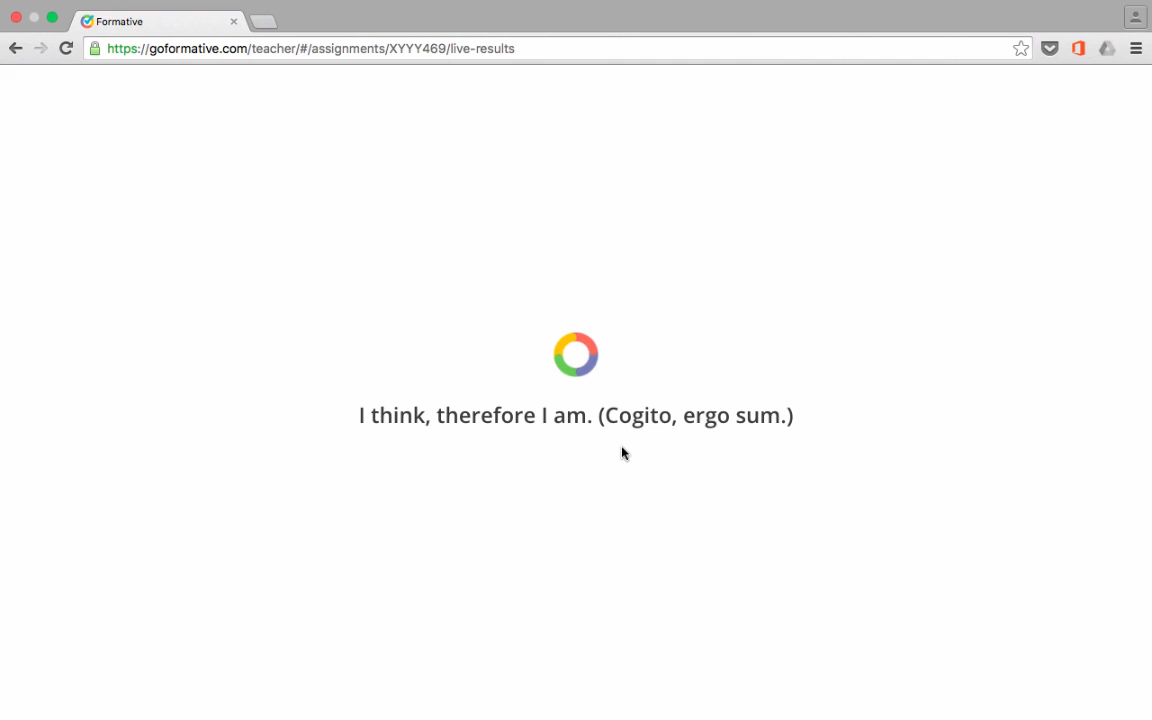 Formative
https://goformative.com/teacher/#/assignments/XYYY469/live-results
I think, therefore I am. (Cogito, ergo sum.)